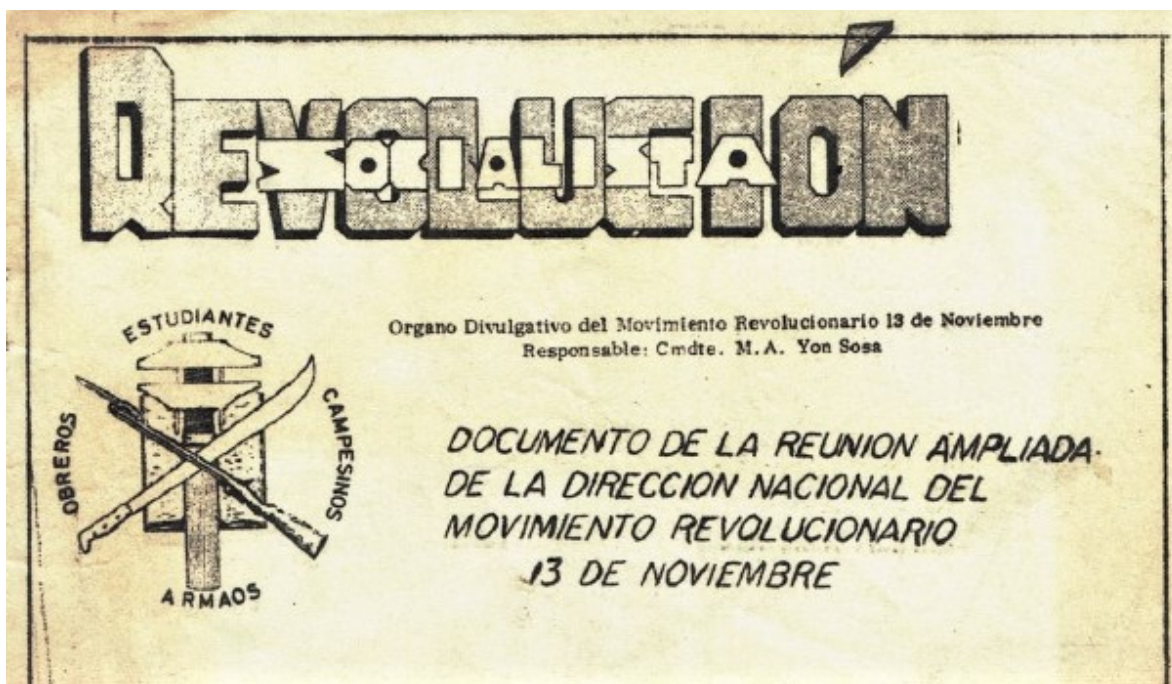 REVOLUCIÓN
SOCIALISTA
Organo Divulgativo del Movimiento Revolucionario 13 de Noviembre
Responsable: Cmdte. M.A. Yon Sosa
ESTUDIANTES
OBREROS
CAMPESINOS
ARMAOS
DOCUMENTO DE LA REUNION AMPLIADA
DE LA DIRECCION NACIONAL DEL
MOVIMIENTO REVOLUCIONARIO
13 DE NOVIEMBRE